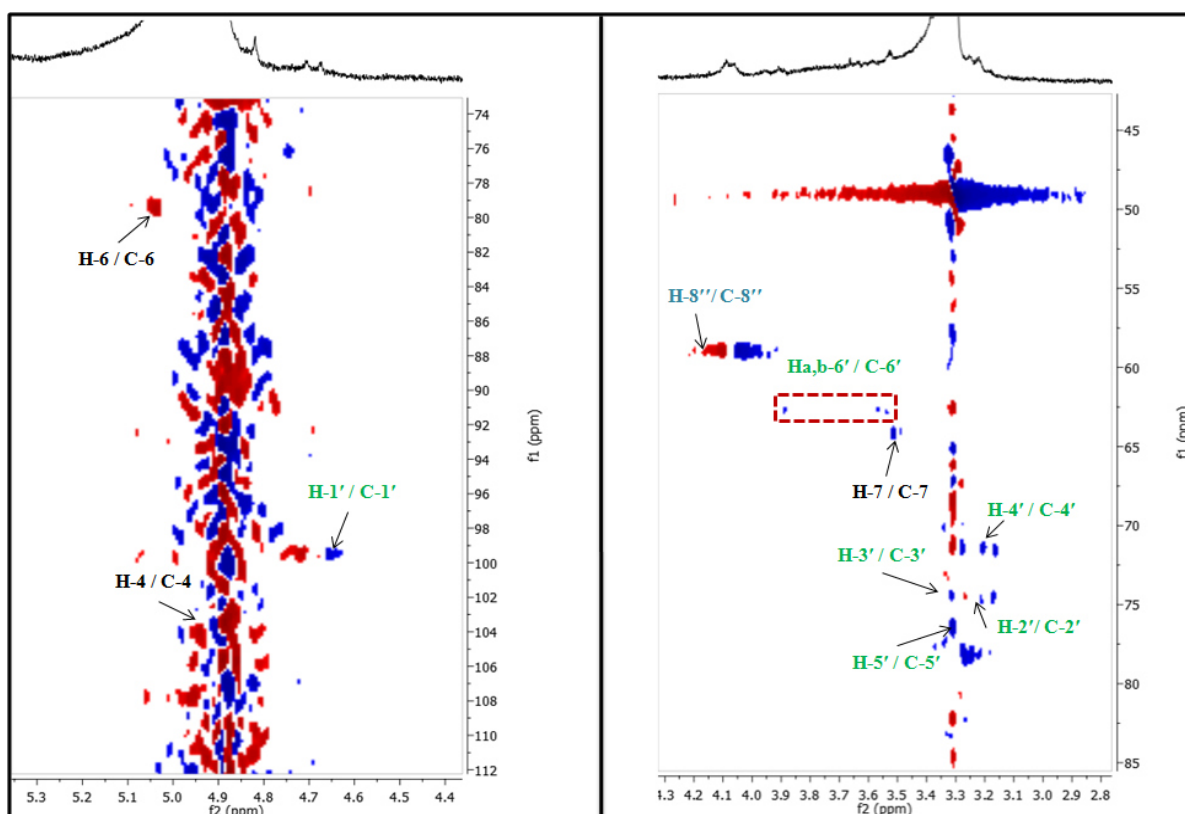 74
76
78
80
82
84
86
88
90
92
94
96
98
100
102
104
106
108
110
112
f1 (ppm)
H-6 / C-6
H-1′ / C-1′
H-4 / C-4
5.3 5.2 5.1 5.0 4.9 4.8 4.7 4.6 4.5 4.4
f2 (ppm)
45
50
55
60
65
70
75
80
85
f1 (ppm)
H-8′′/ C-8′′
Ha,b-6′ / C-6′
H-7 / C-7
H-4′ / C-4′
H-3′ / C-3′
H-2′/ C-2′
H-5′ / C-5′
4.3 4.2 4.1 4.0 3.9 3.8 3.7 3.6 3.5 3.4 3.3 3.2 3.1 3.0 2.9 2.8
f2 (ppm)